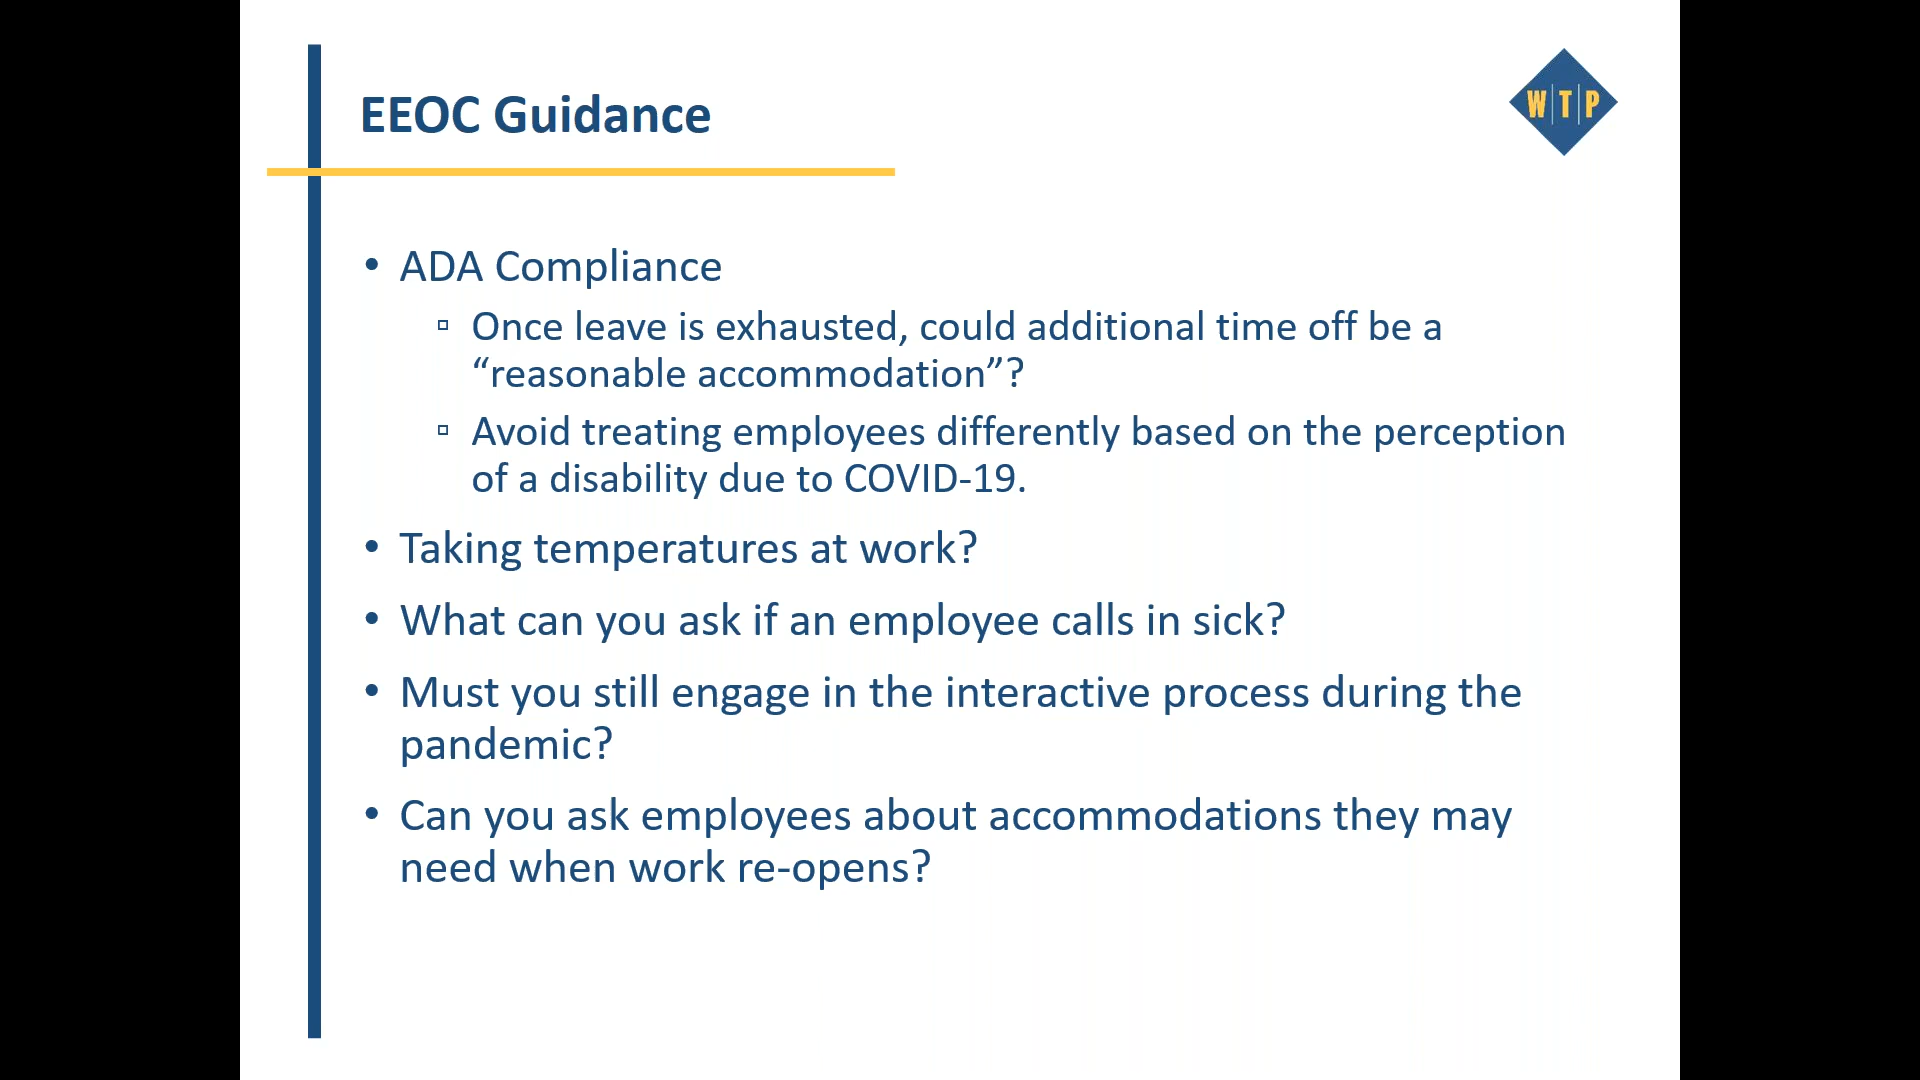 EEOC Guidance
W|T|P
• ADA Compliance
▫ Once leave is exhausted, could additional time off be a
“reasonable accommodation”?
▫ Avoid treating employees differently based on the perception
of a disability due to COVID-19.
• Taking temperatures at work?
• What can you ask if an employee calls in sick?
• Must you still engage in the interactive process during the
pandemic?
• Can you ask employees about accommodations they may
need when work re-opens?